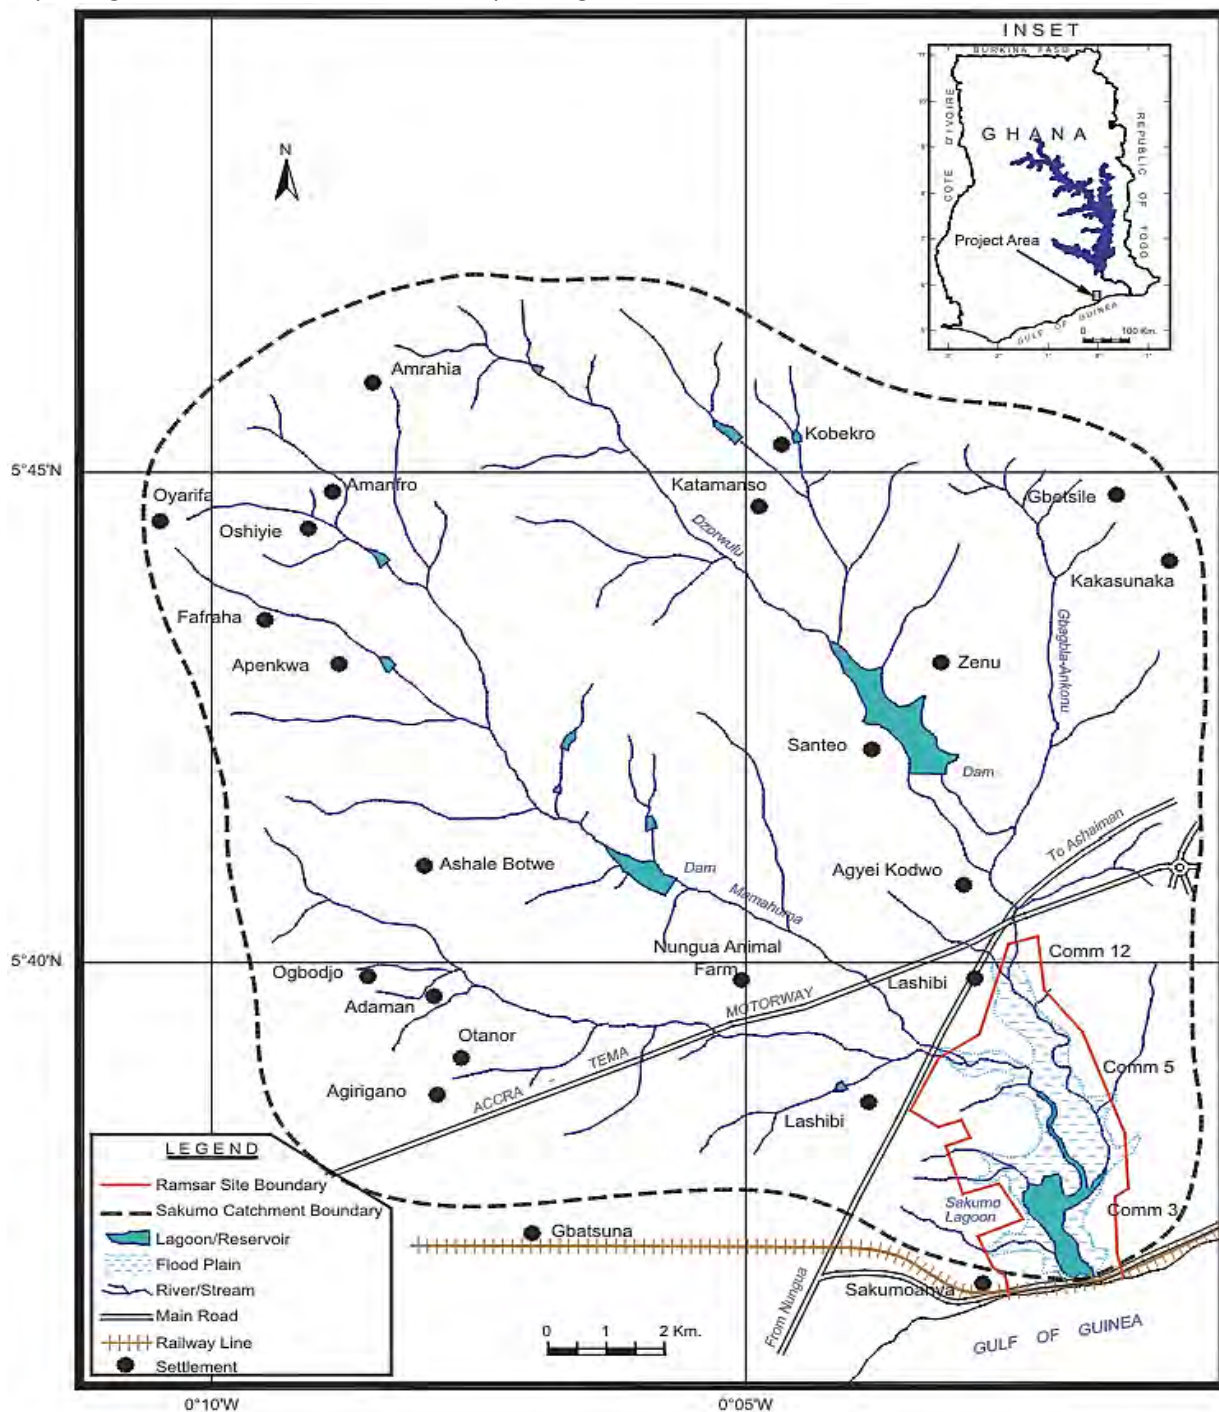 INSET
BURKINA FASO
COTE D'IVOIRE
GHANA
REPUBLIC OF TOGO
Project Area
GULF OF GUINEA
0 100 Km.
N
Amrahia
Kobekro
5°45'N
Oyarifa
Amanfro
Katamanso
Gbetsile
Oshiyie
Dzorwulu
Kakasunaka
Fafraha
Gbagbla-Ankonu
Apenkwa
Zenu
Santeo
Dam
To Ashaiman
Ashale Botwe
Dam
Agyei Kodwo
Mamahuma
Nungua Animal
Farm
Comm 12
5°40'N
Ogbodjo
Lashibi
Adaman
MOTORWAY
Otanor
TEMA
Comm 5
Agirigano
ACCRA -
Lashibi
LEGEND
Ramsar Site Boundary
Sakumo Catchment Boundary
Lagoon/Reservoir
Flood Plain
River/Stream
Main Road
Railway Line
Settlement
Sakumo
Lagoon
Comm 3
Gbatsuna
Sakumoanya
From Nungua
GULF OF GUINEA
0 1 2 Km.
0°10'W
0°05'W